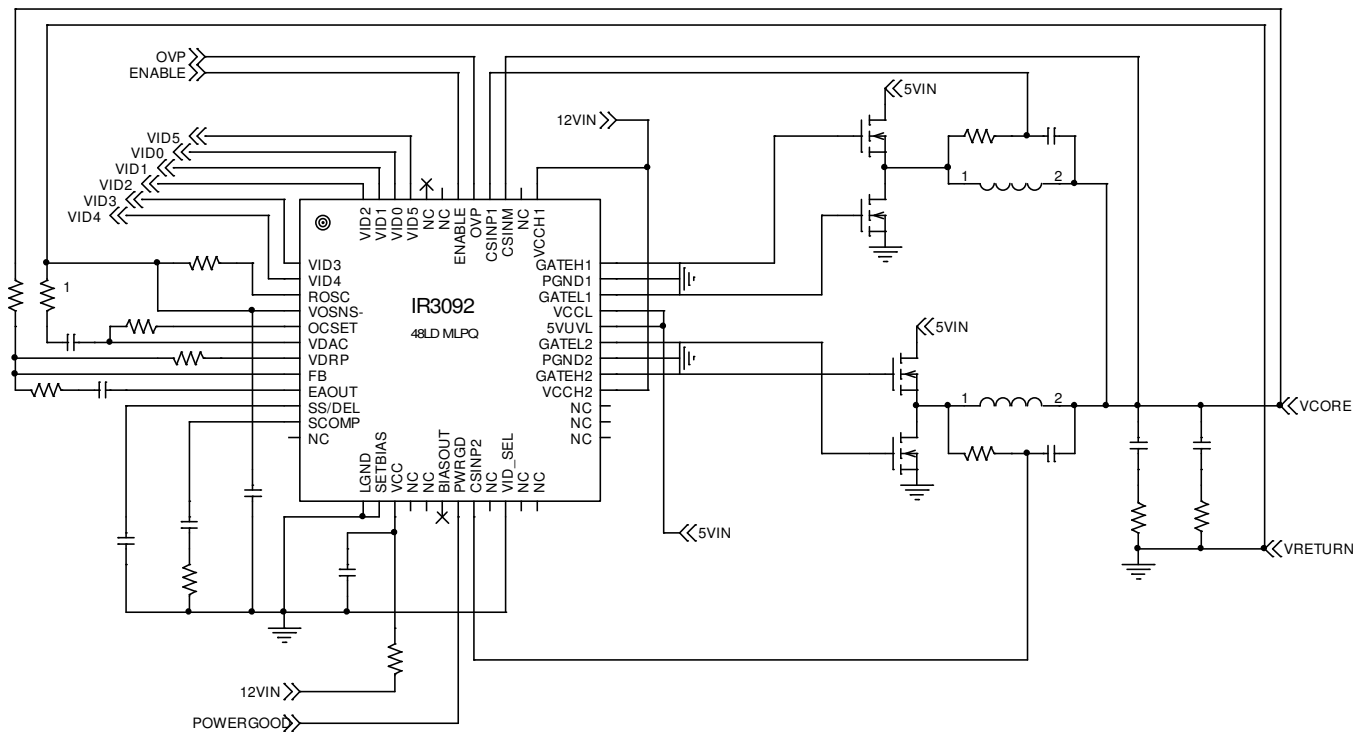 OVP
ENABLE
5VIN
12VIN
VID5
VID0
VID1
VID2
VID3
VID4
VID2
VID1
VID0
VID5
NC
NC
ENABLE
OVP
CSINP1
CSINM
NC
VCCH1
1 2
VID3
VID4
ROSC
VOSNS-
OCSET
VDAC
VDRP
FB
EAOUT
SS/DEL
SCOMP
NC
1
IR3092
48LD MLPQ
GATEH1
PGND1
GATEL1
VCCL
5VUVL
GATEL2
PGND2
GATEH2
VCCH2
NC
NC
NC
5VIN
1 2
VCORE
LGND
SETBIAS
VCC
NC
NC
BIASOUT
PWRGD
CSINP2
NC
VID_SEL
NC
NC
5VIN
VRETURN
12VIN
POWERGOOD